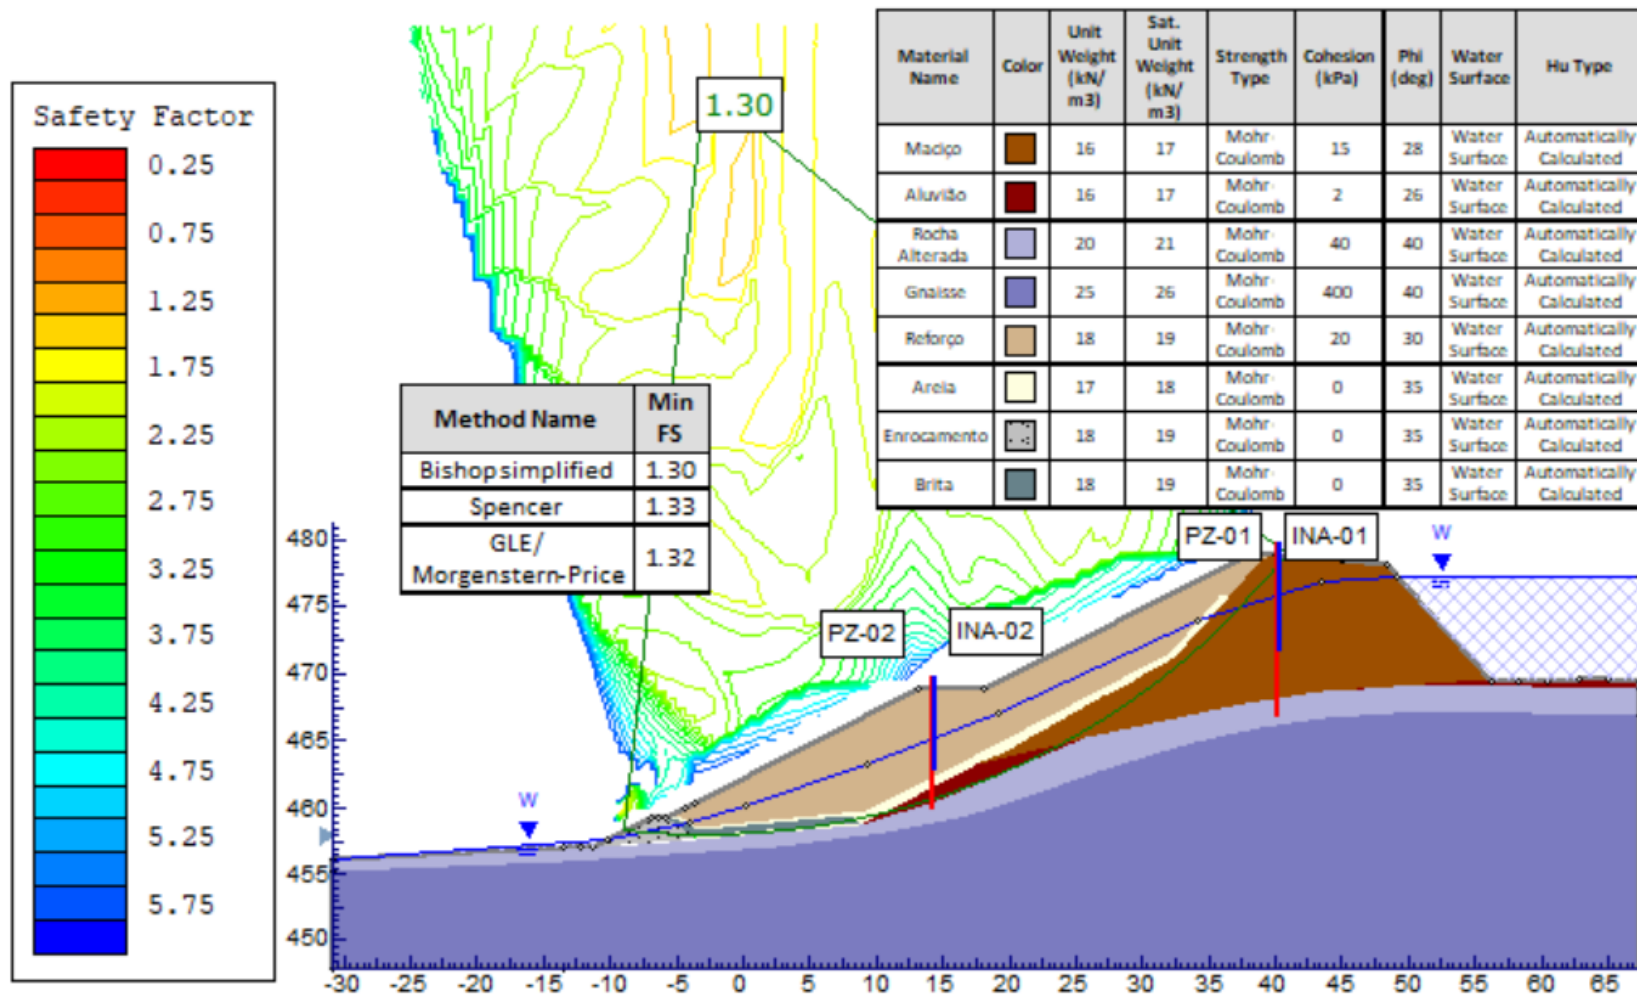 Safety Factor
0.25
0.75
1.25
1.75
2.25
2.75
3.25
3.75
4.25
4.75
5.25
5.75
1.30
Material Name Color Unit Weight (kN/m3) Sat. Unit Weight (kN/m3) Strength Type Cohesion (kPa) Phi (deg) Water Surface Hu Type
Maciço 16 17 Mohr-Coulomb 15 28 Water Surface Automatically Calculated
Aluvião 16 17 Mohr-Coulomb 2 26 Water Surface Automatically Calculated
Rocha Alterada 20 21 Mohr-Coulomb 40 40 Water Surface Automatically Calculated
Gnaisse 25 26 Mohr-Coulomb 400 40 Water Surface Automatically Calculated
Reforço 18 19 Mohr-Coulomb 20 30 Water Surface Automatically Calculated
Areia 17 18 Mohr-Coulomb 0 35 Water Surface Automatically Calculated
Enrocamento 18 19 Mohr-Coulomb 0 35 Water Surface Automatically Calculated
Brita 18 19 Mohr-Coulomb 0 35 Water Surface Automatically Calculated
Method Name Min FS
Bishop simplified 1.30
Spencer 1.33
GLE/Morgenstern-Price 1.32
PZ-01 INA-01
W
PZ-02 INA-02
W
480
475
470
465
460
455
450
-30 -25 -20 -15 -10 -5 0 5 10 15 20 25 30 35 40 45 50 55 60 65